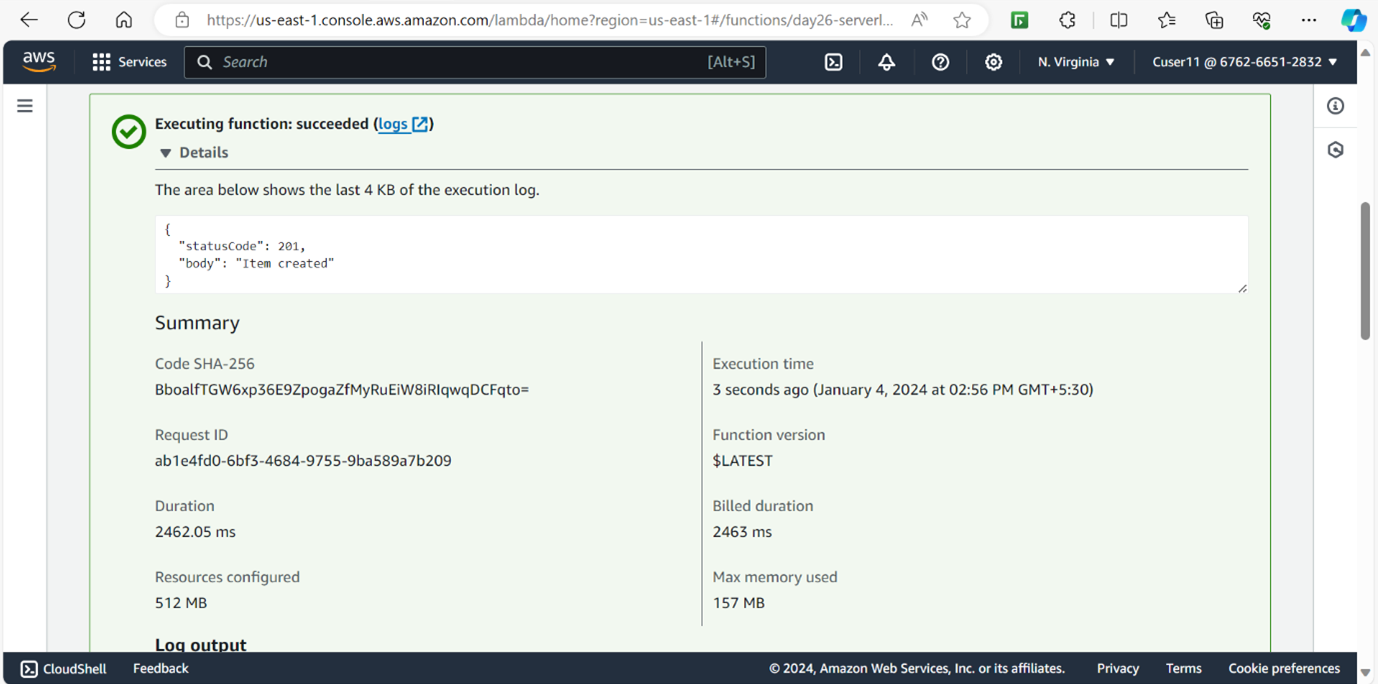 https://us-east-1.console.aws.amazon.com/lambda/home?region=us-east-1#/functions/day26-serverl...
aws
Services
Search
[Alt+S]
N. Virginia
Cuser11 @ 6762-6651-2832
Executing function: succeeded (logs)
Details
The area below shows the last 4 KB of the execution log.
{
"statusCode": 201,
"body": "Item created"
}
Summary
Code SHA-256
BboalfTGW6xp36E9ZpogaZfMyRuEiW8iRIqwqDCFqto=
Execution time
3 seconds ago (January 4, 2024 at 02:56 PM GMT+5:30)
Request ID
ab1e4fd0-6bf3-4684-9755-9ba589a7b209
Function version
$LATEST
Duration
2462.05 ms
Billed duration
2463 ms
Resources configured
512 MB
Max memory used
157 MB
Log output
CloudShell
Feedback
© 2024, Amazon Web Services, Inc. or its affiliates.
Privacy
Terms
Cookie preferences